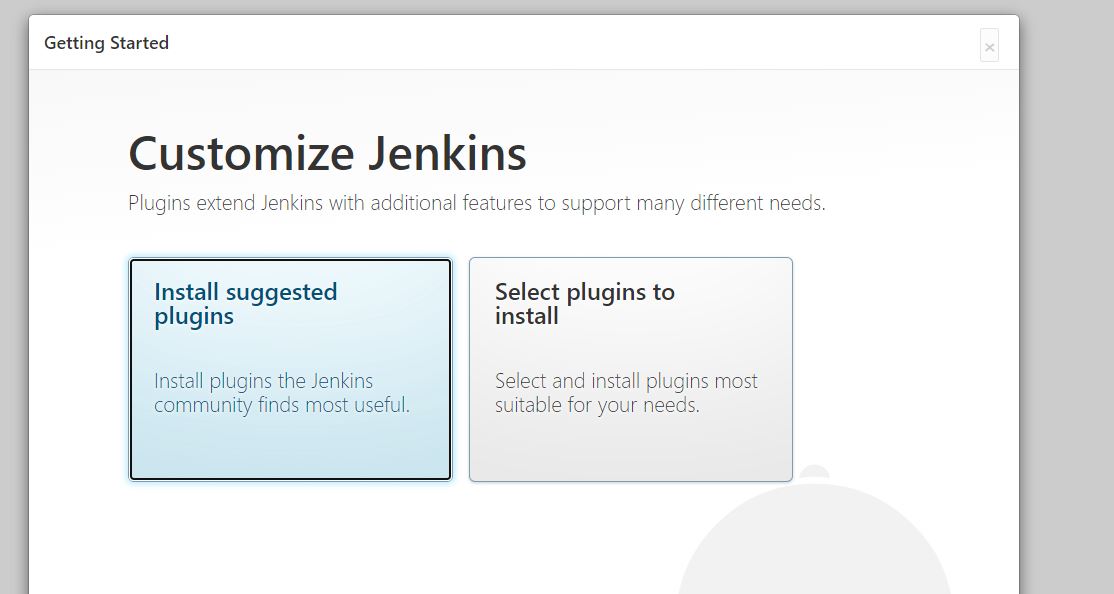 Getting Started
×
Customize Jenkins
Plugins extend Jenkins with additional features to support many different needs.
Install suggested
plugins
Install plugins the Jenkins
community finds most useful.
Select plugins to
install
Select and install plugins most
suitable for your needs.